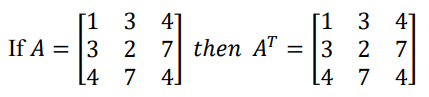 If A = [1 3 4; 3 2 7; 4 7 4] then Aᵀ = [1 3 4; 3 2 7; 4 7 4]